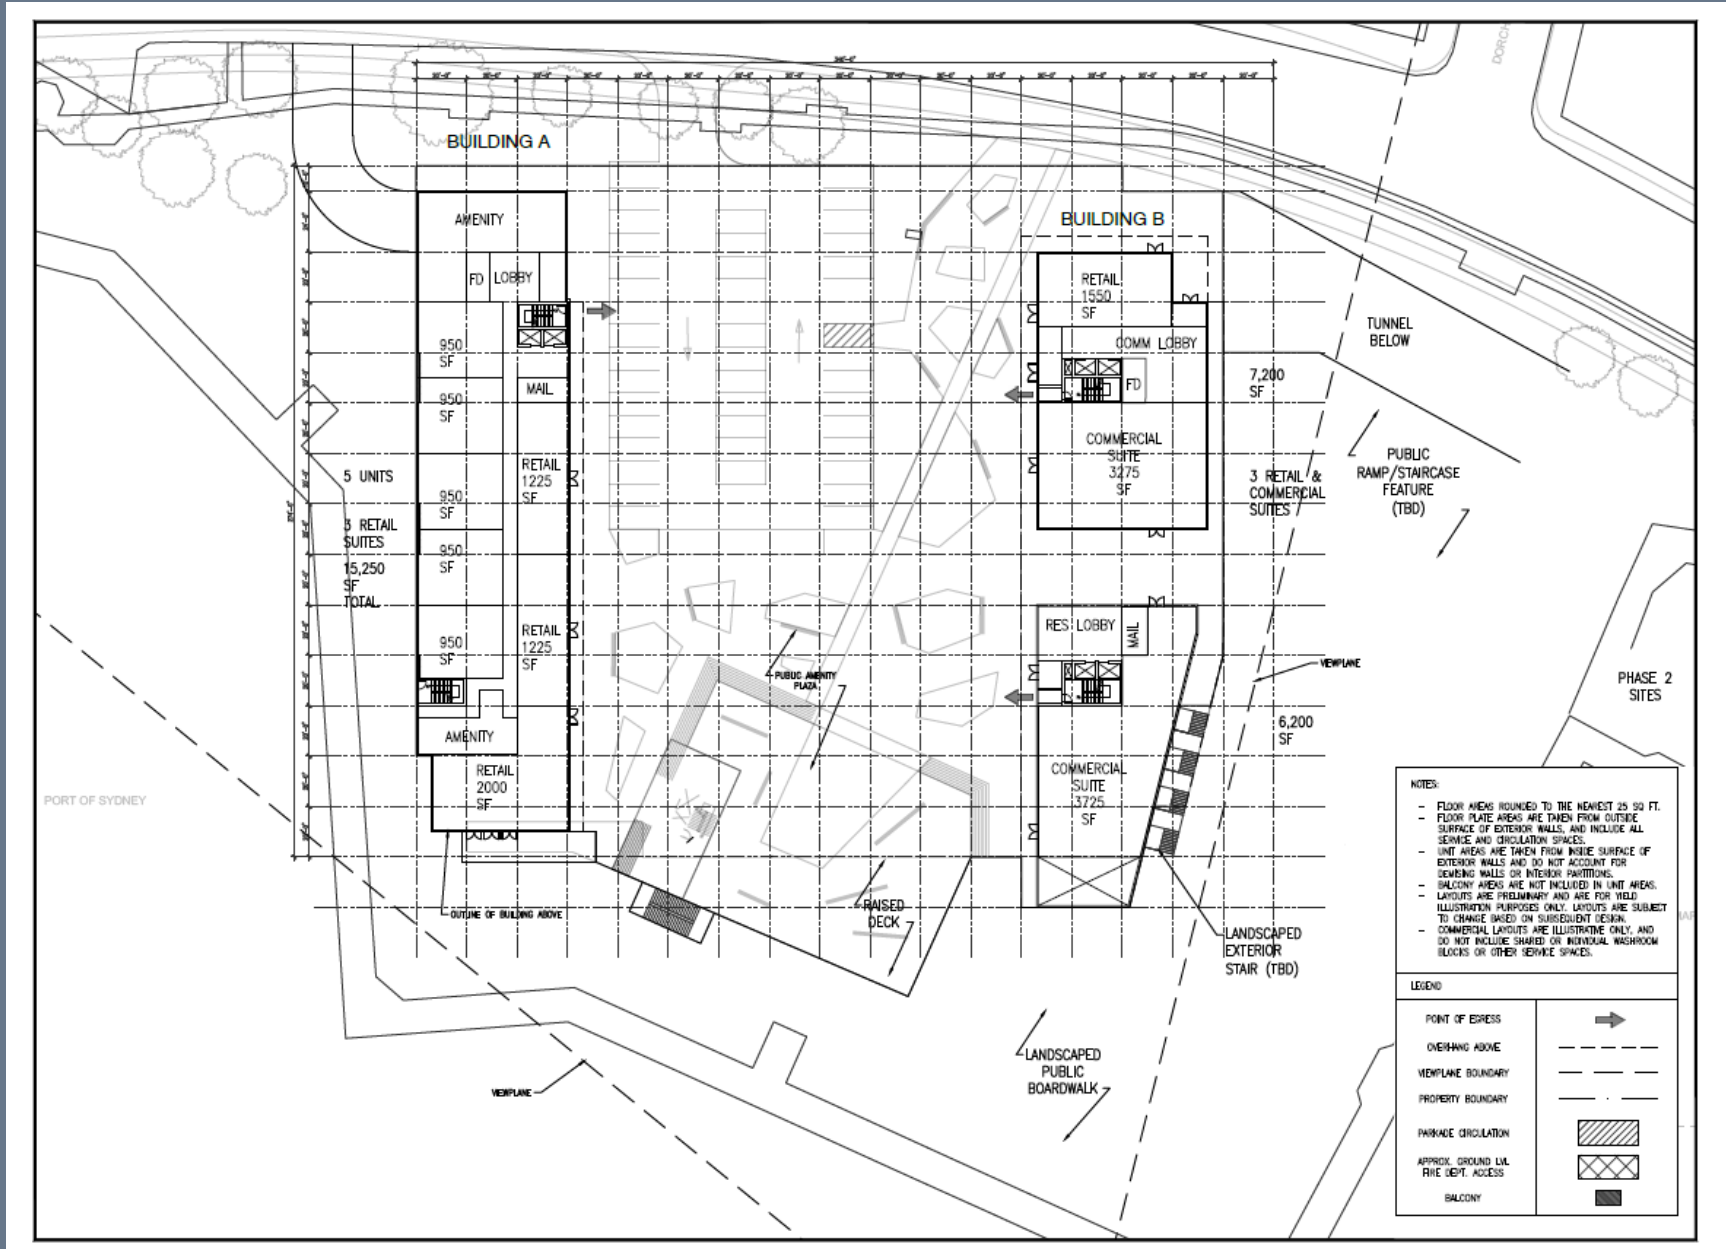 DORCH
BUILDING A
BUILDING B
AMENITY
FD
LOBBY
950
SF
950
SF
MAIL
5 UNITS
3 RETAIL
SUITES
15,250
SF
TOTAL
950
SF
950
SF
950
SF
RETAIL
1225
SF
RETAIL
1225
SF
AMENITY
RETAIL
2000
SF
OUTLINE OF BUILDING ABOVE
PORT OF SYDNEY
VIEWPLANE
PUBLIC AMENITY
PLAZA
RAISED
DECK
RETAIL
1550
SF
COMM LOBBY
FD
COMMERCIAL
SUITE
3275
SF
7,200
SF
3 RETAIL &
COMMERCIAL
SUITES
TUNNEL
BELOW
PUBLIC
RAMP/STAIRCASE
FEATURE
(TBD)
RES LOBBY
MAIL
VIEWPLANE
6,200
SF
COMMERCIAL
SUITE
3725
SF
PHASE 2
SITES
LANDSCAPED
EXTERIOR
STAIR (TBD)
LANDSCAPED
PUBLIC
BOARDWALK
NOTES:
- FLOOR AREAS ROUNDED TO THE NEAREST 25 SQ FT.
- FLOOR PLATE AREAS ARE TAKEN FROM OUTSIDE
SURFACE OF EXTERIOR WALLS, AND INCLUDE ALL
SERVICE AND CIRCULATION SPACES.
- UNIT AREAS ARE TAKEN FROM INSIDE SURFACE OF
EXTERIOR WALLS AND DO NOT ACCOUNT FOR
DEMISING WALLS OR INTERIOR PARTITIONS.
- BALCONY AREAS ARE NOT INCLUDED IN UNIT AREAS.
- LAYOUTS ARE PRELIMINARY AND ARE FOR YIELD
ILLUSTRATION PURPOSES ONLY. LAYOUTS ARE SUBJECT
TO CHANGE BASED ON SUBSEQUENT DESIGN.
- COMMERCIAL LAYOUTS ARE ILLUSTRATIVE ONLY, AND
DO NOT INCLUDE SHARED OR INDIVIDUAL WASHROOM
BLOCKS OR OTHER SERVICE SPACES.
LEGEND
POINT OF EGRESS
OVERHANG ABOVE
VIEWPLANE BOUNDARY
PROPERTY BOUNDARY
PARKADE CIRCULATION
APPROX. GROUND LVL
FIRE DEPT. ACCESS
BALCONY